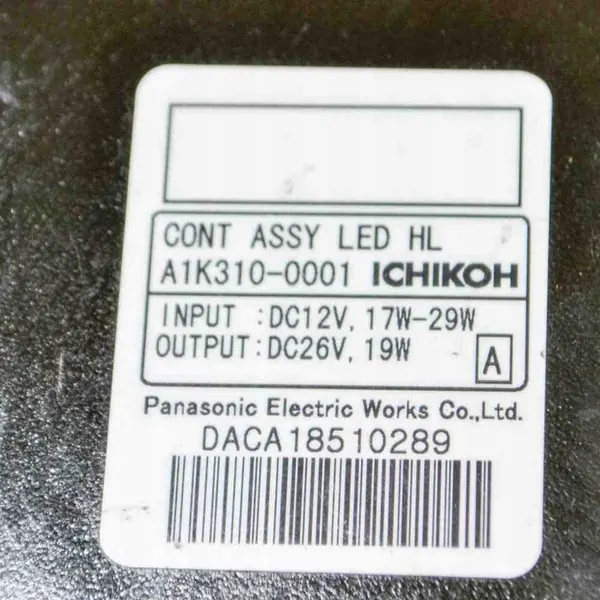 CONT ASSY LED HL
A1K310-0001 ICHIKOH
INPUT :DC12V, 17W-29W
OUTPUT:DC26V, 19W
A
Panasonic Electric Works Co.,Ltd.
DACA18510289